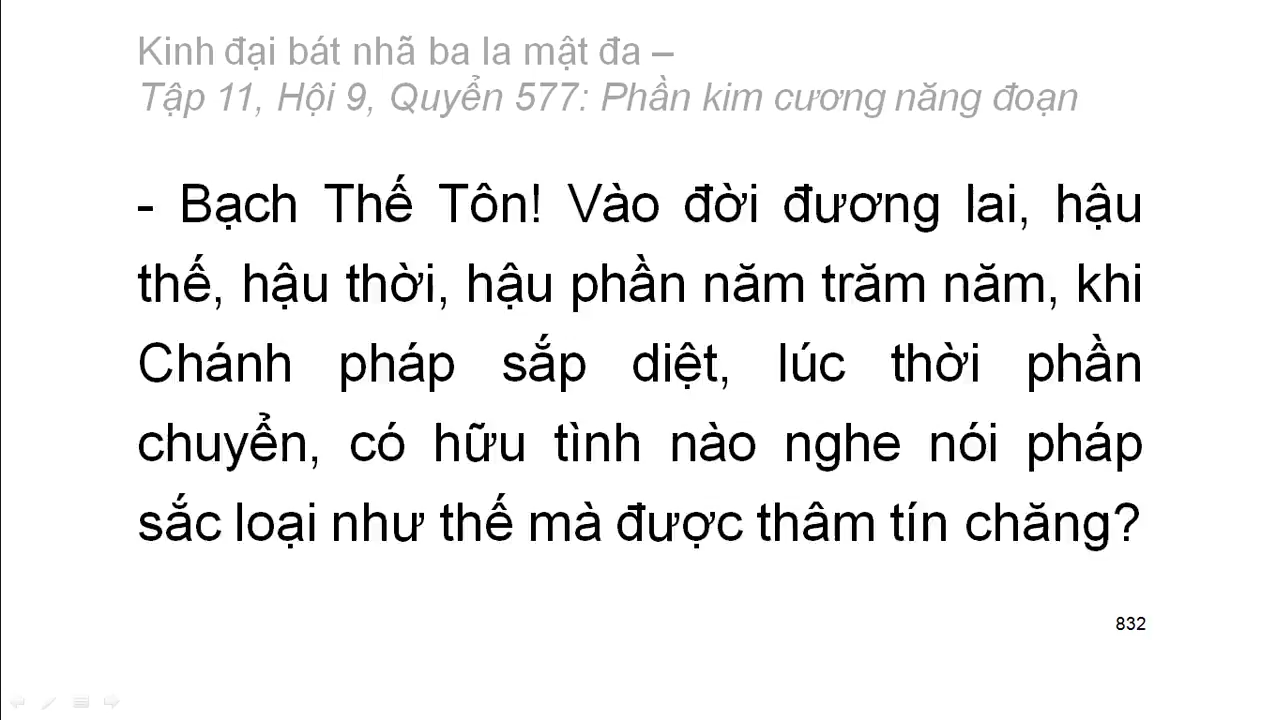 Kinh đại bát nhã ba la mật đa –
Tập 11, Hội 9, Quyển 577: Phần kim cương năng đoạn
- Bạch Thế Tôn! Vào đời đương lai, hậu
thế, hậu thời, hậu phần năm trăm năm, khi
Chánh pháp sắp diệt, lúc thời phần
chuyển, có hữu tình nào nghe nói pháp
sắc loại như thế mà được thâm tín chăng?
832